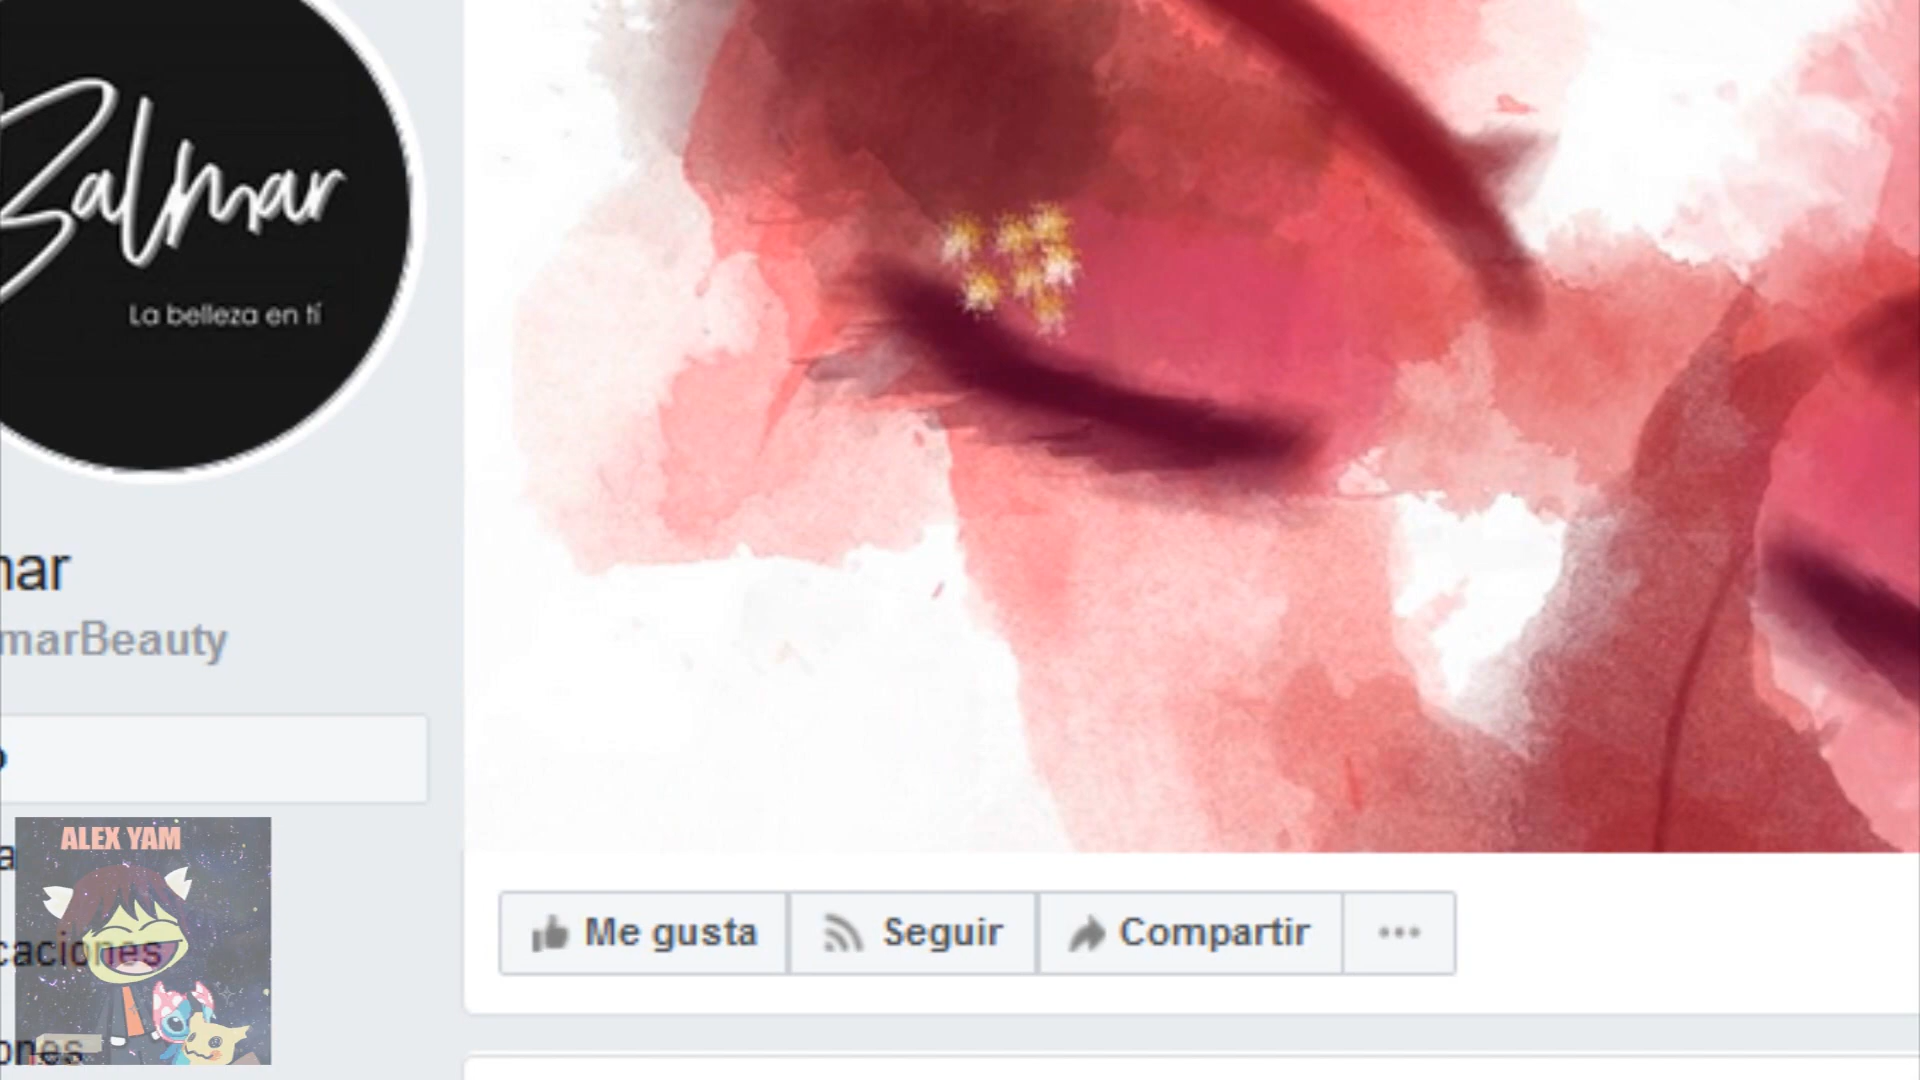 Balmar
La belleza en tí
mar
marBeauty
ALEX YAM
caciones
ones
Me gusta
Seguir
Compartir
...